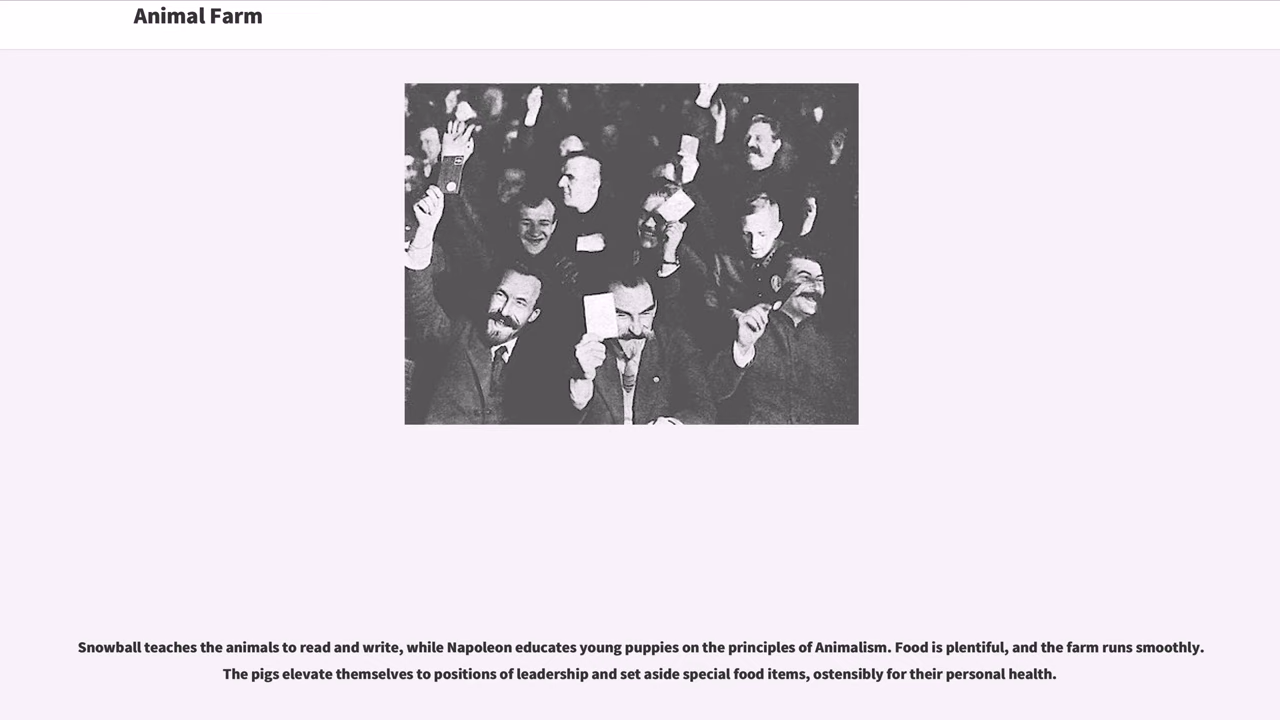 Animal Farm
Snowball teaches the animals to read and write, while Napoleon educates young puppies on the principles of Animalism. Food is plentiful, and the farm runs smoothly.
The pigs elevate themselves to positions of leadership and set aside special food items, ostensibly for their personal health.